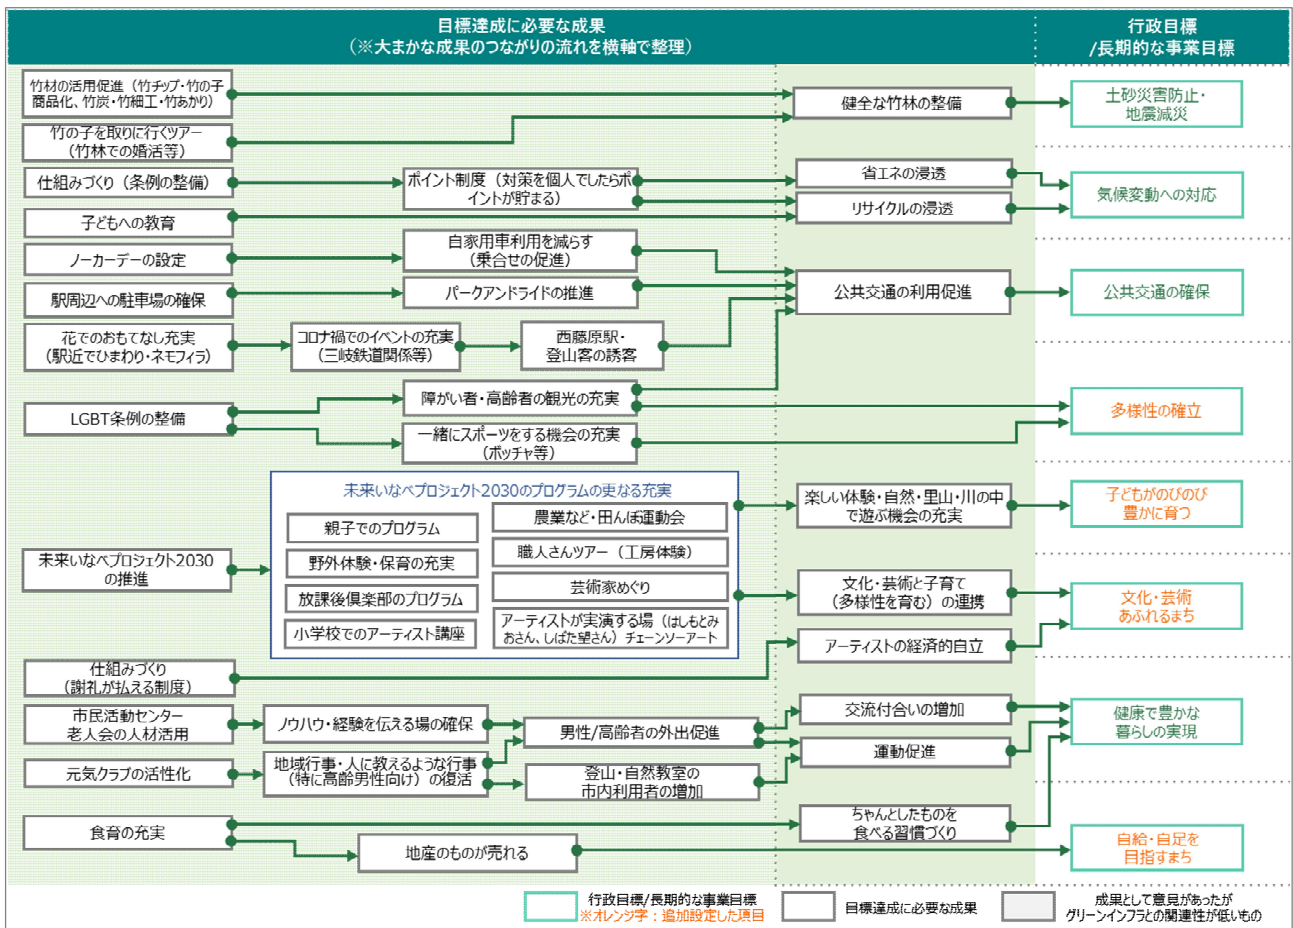 目標達成に必要な成果
(※大まかな成果のつながりの流れを横軸で整理)
行政目標
/長期的な事業目標
竹材の活用促進（竹チップ・竹の子
商品化、竹炭・竹細工・竹あかり）
健全な竹林の整備
土砂災害防止・
地震減災
竹の子を取りに行くツアー
（竹林での婚活等）
仕組みづくり（条例の整備）
ポイント制度（対策を個人でしたらポ
イントが貯まる）
省エネの浸透
気候変動への対応
子どもへの教育
リサイクルの浸透
ノーカーデーの設定
自家用車利用を減らす
（乗合せの促進）
公共交通の利用促進
公共交通の確保
駅周辺への駐車場の確保
パークアンドライドの推進
花でのおもてなし充実
（駅近でひまわり・ネモフィラ）
コロナ禍でのイベントの充実
（三岐鉄道関係等）
西藤原駅・
登山客の誘客
LGBT条例の整備
障がい者・高齢者の観光の充実
多様性の確立
一緒にスポーツをする機会の充実
（ボッチャ等）
未来いなべプロジェクト2030
の推進
未来いなべプロジェクト2030のプログラムの更なる充実
親子でのプログラム
野外体験・保育の充実
放課後倶楽部のプログラム
小学校でのアーティスト講座
農業など・田んぼ運動会
職人さんツアー（工房体験）
芸術家めぐり
アーティストが実演する場（はしもとみ
おさん、しばた望さん）チェーンソーアート
楽しい体験・自然・里山・川の中
で遊ぶ機会の充実
子どもがのびのび
豊かに育つ
文化・芸術と子育て
（多様性を育む）の連携
文化・芸術
あふれるまち
アーティストの経済的自立
仕組みづくり
（謝礼が払える制度）
市民活動センター
老人会の人材活用
ノウハウ・経験を伝える場の確保
男性/高齢者の外出促進
交流付合いの増加
健康で豊かな
暮らしの実現
運動促進
元気クラブの活性化
地域行事・人に教えるような行事
（特に高齢男性向け）の復活
登山・自然教室の
市内利用者の増加
食育の充実
ちゃんとしたものを
食べる習慣づくり
地産のものが売れる
自給・自足を
目指すまち
行政目標/長期的な事業目標
※オレンジ字：追加設定した項目
目標達成に必要な成果
成果として意見があったが
グリーンインフラとの関連性が低いもの